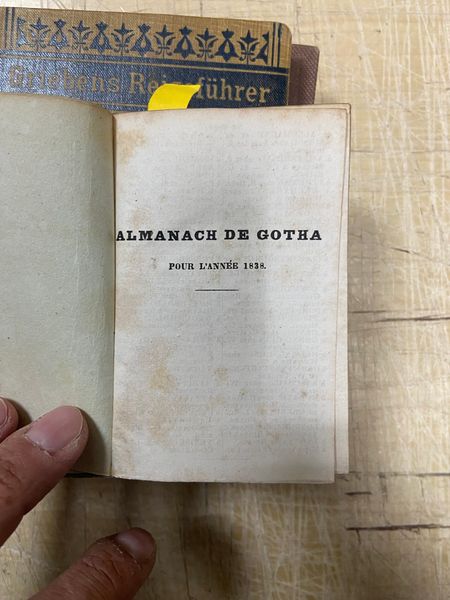 Griebens Reiseführer
ALMANACH DE GOTHA
POUR L'ANNÉE 1838.